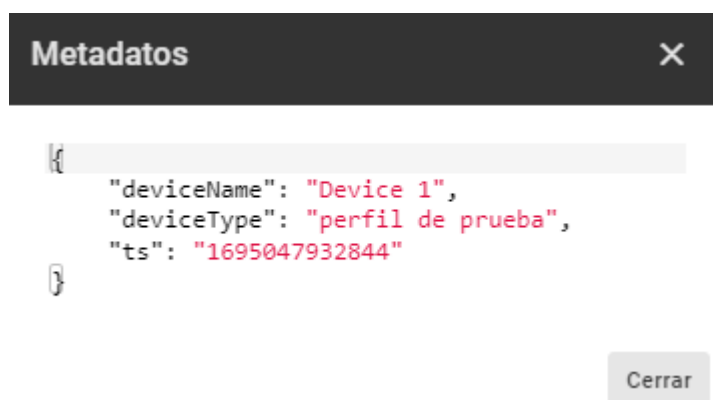 Metadatos
{
"deviceName": "Device 1",
"deviceType": "perfil de prueba",
"ts": "1695047932844"
}
Cerrar